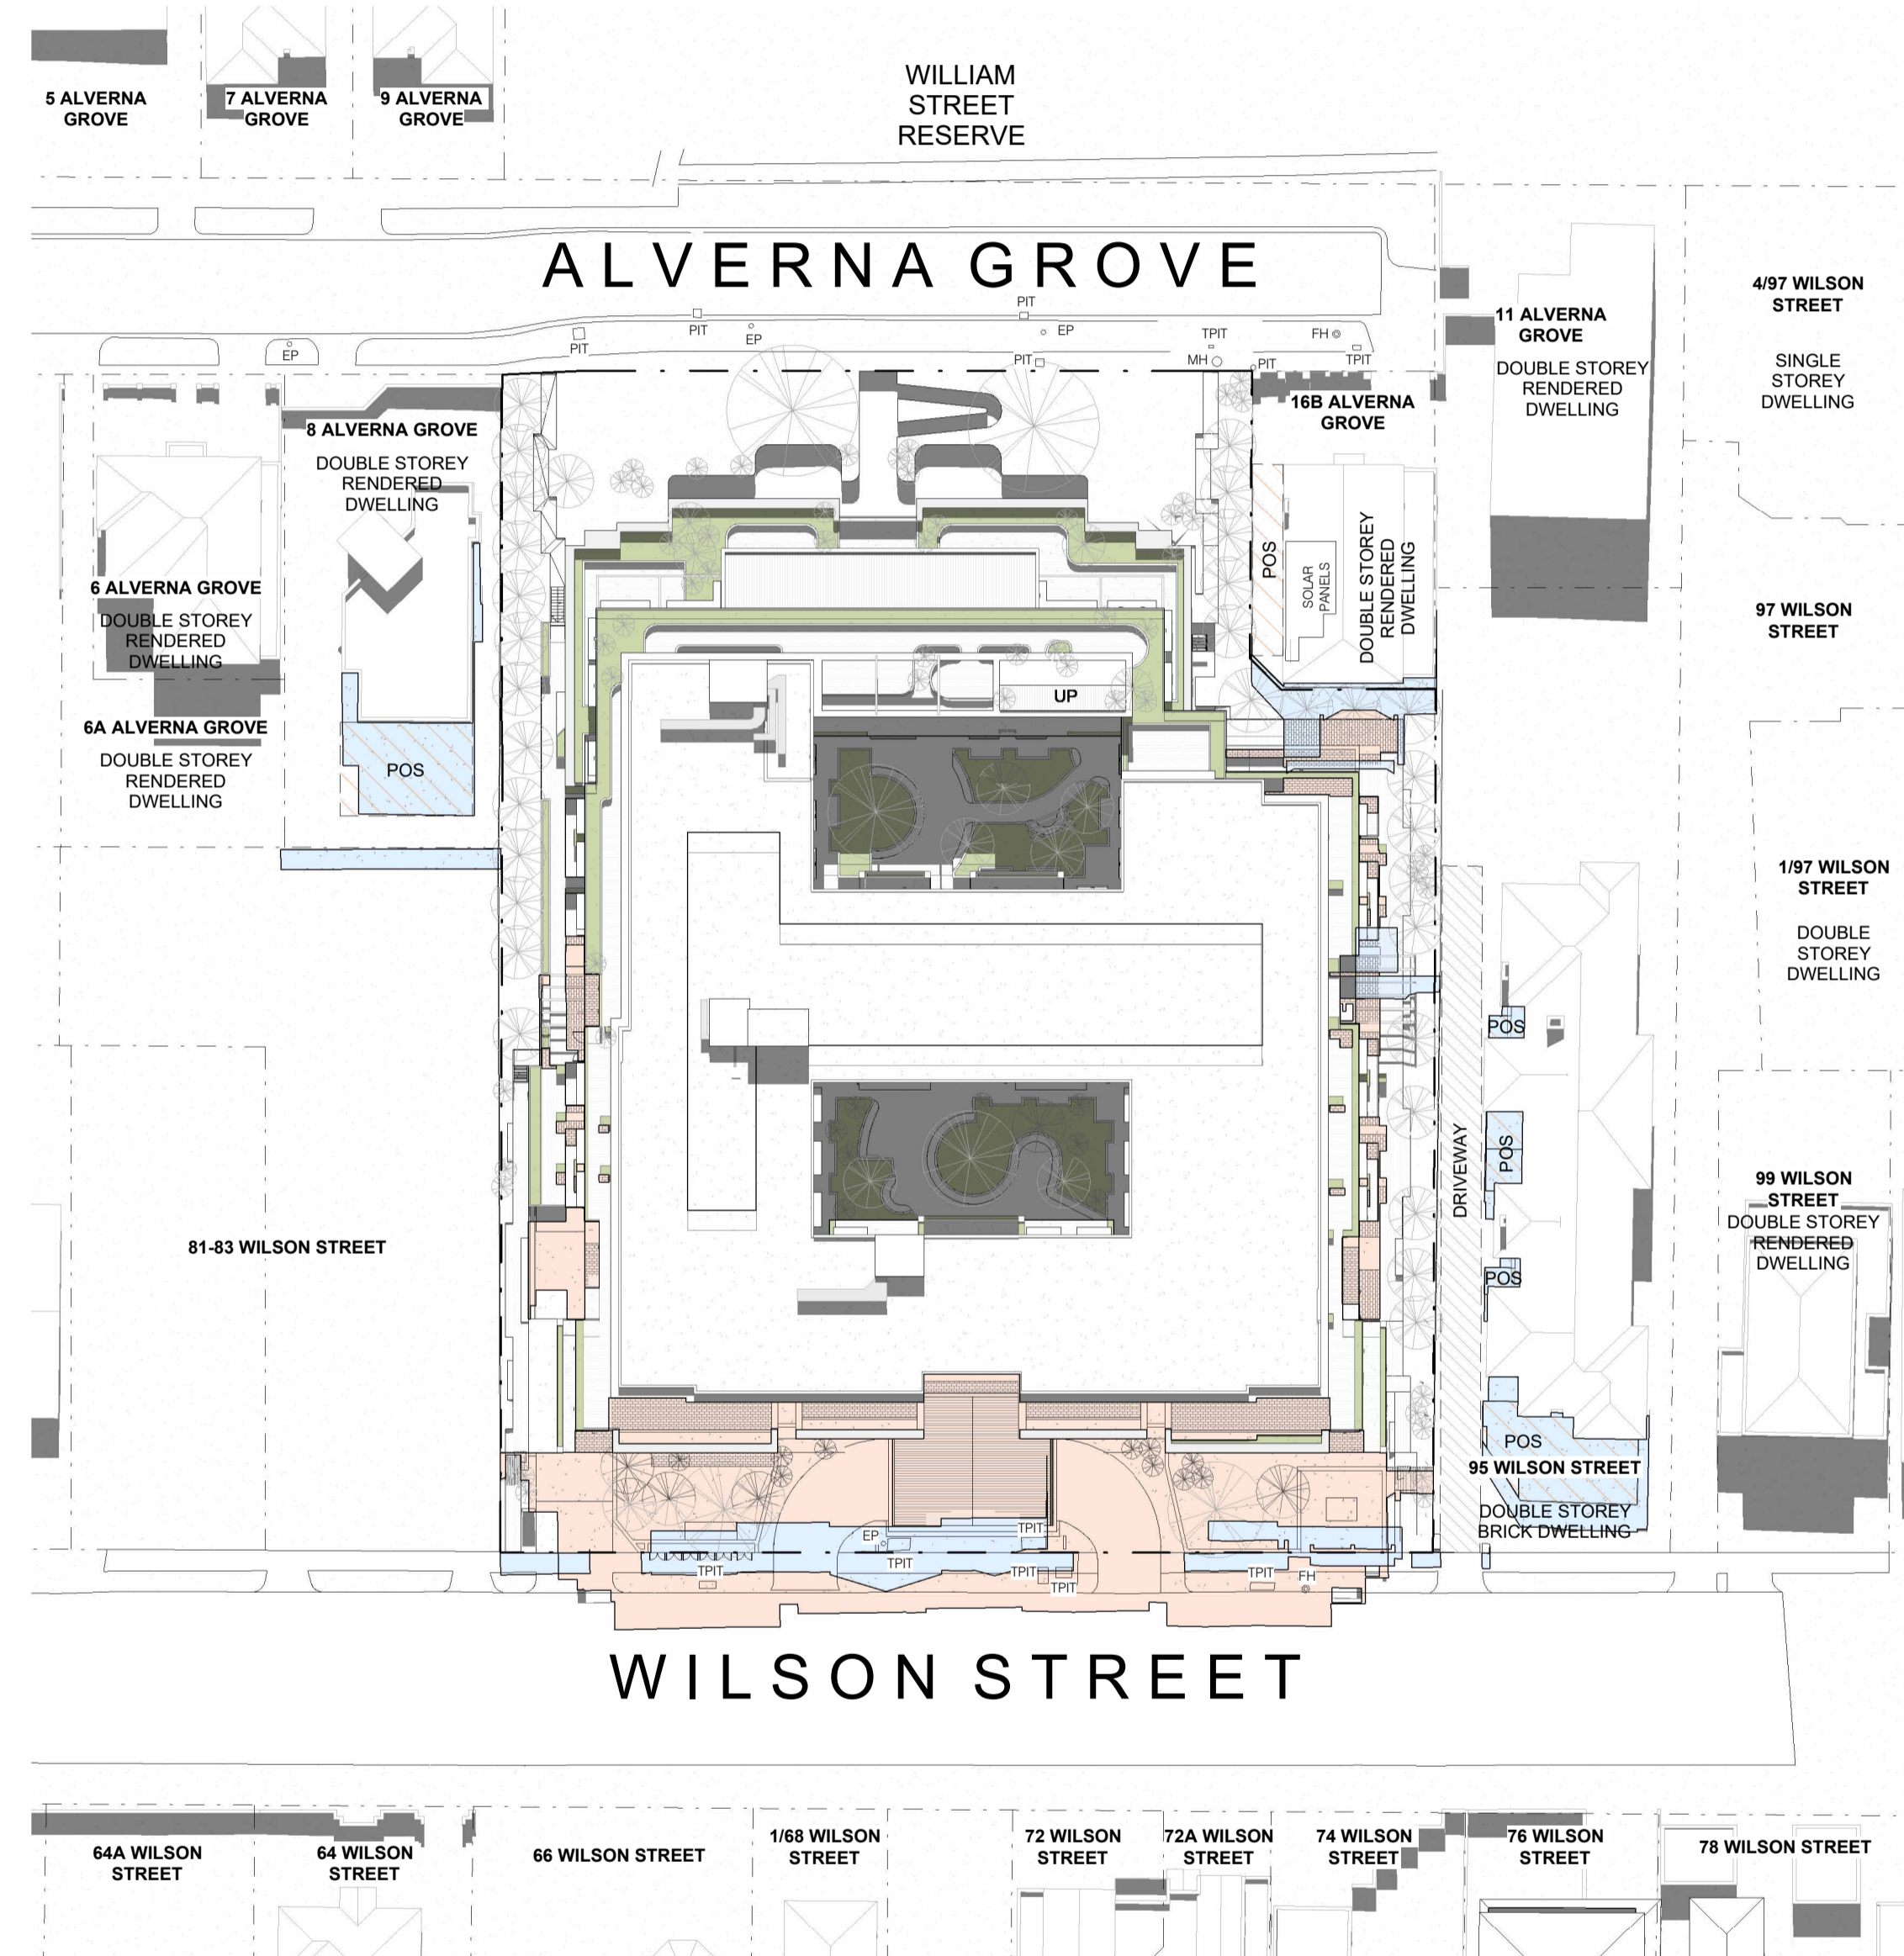 WILLIAM
STREET
RESERVE
5 ALVERNA
GROVE
7 ALVERNA
GROVE
9 ALVERNA
GROVE
ALVERNA GROVE
PIT
PIT
EP
EP
TPIT
FH
PIT
EP
PIT
MH
PIT
TPIT
4/97 WILSON
STREET
SINGLE
STOREY
DWELLING
11 ALVERNA
GROVE
DOUBLE STOREY
RENDERED
DWELLING
16B ALVERNA
GROVE
8 ALVERNA GROVE
DOUBLE STOREY
RENDERED
DWELLING
POS
SOLAR
PANELS
DOUBLE STOREY
RENDERED
DWELLING
6 ALVERNA GROVE
DOUBLE STOREY
RENDERED
DWELLING
97 WILSON
STREET
UP
6A ALVERNA GROVE
DOUBLE STOREY
RENDERED
DWELLING
POS
1/97 WILSON
STREET
DOUBLE
STOREY
DWELLING
POS
DRIVEWAY
POS
99 WILSON
STREET
DOUBLE STOREY
RENDERED
DWELLING
81-83 WILSON STREET
POS
POS
95 WILSON STREET
DOUBLE STOREY
BRICK DWELLING
EP
TPIT
TPIT
TPIT
TPIT
TPIT
TPIT
FH
WILSON STREET
64A WILSON
STREET
64 WILSON
STREET
66 WILSON STREET
1/68 WILSON
STREET
72 WILSON
STREET
72A WILSON
STREET
74 WILSON
STREET
76 WILSON
STREET
78 WILSON STREET